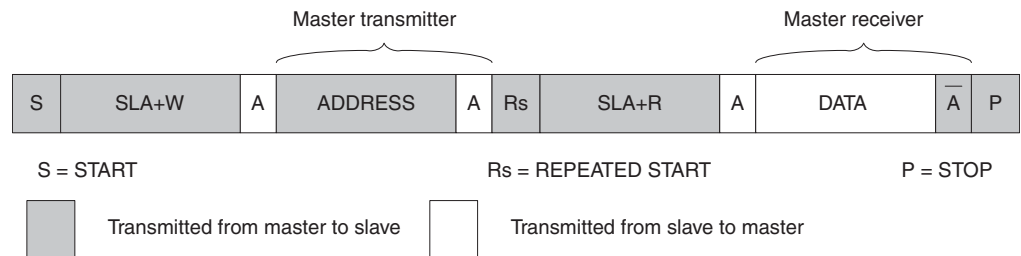 Master transmitter Master receiver
S SLA+W A ADDRESS A Rs SLA+R A DATA A̅ P
S = START Rs = REPEATED START P = STOP
Transmitted from master to slave Transmitted from slave to master